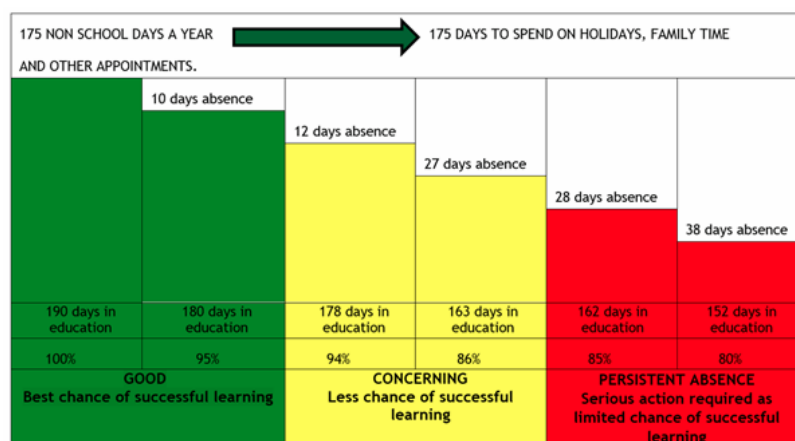 175 NON SCHOOL DAYS A YEAR
175 DAYS TO SPEND ON HOLIDAYS, FAMILY TIME
AND OTHER APPOINTMENTS.
10 days absence
12 days absence
27 days absence
28 days absence
38 days absence
190 days in
education
180 days in
education
178 days in
education
163 days in
education
162 days in
education
152 days in
education
100%
95%
94%
86%
85%
80%
GOOD
Best chance of successful learning
CONCERNING
Less chance of successful
learning
PERSISTENT ABSENCE
Serious action required as
limited chance of successful
learning